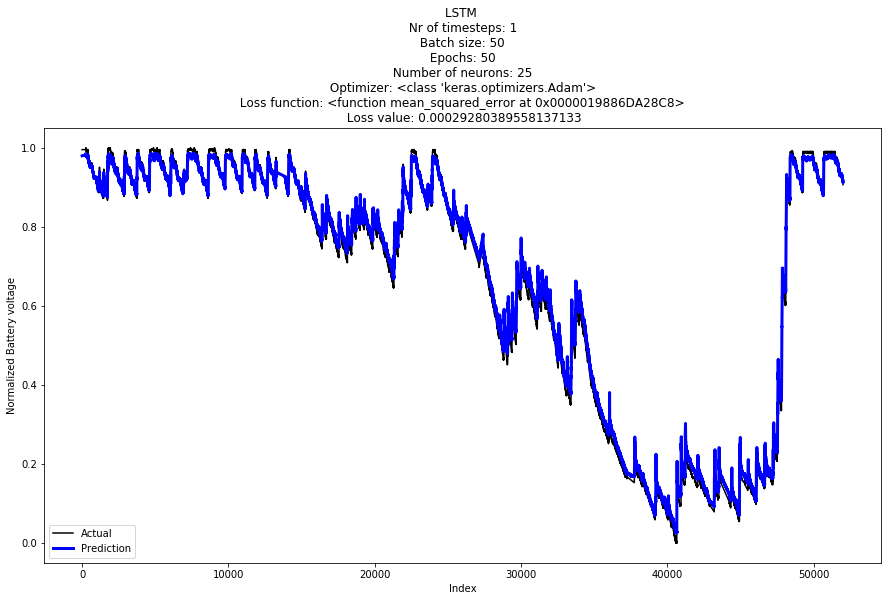 LSTM
Nr of timesteps: 1
Batch size: 50
Epochs: 50
Number of neurons: 25
Optimizer: <class 'keras.optimizers.Adam'>
Loss function: <function mean_squared_error at 0x0000019886DA28C8>
Loss value: 0.00029280389558137133
1.0
0.8
0.6
0.4
0.2
0.0
Normalized Battery voltage
Actual
Prediction
0 10000 20000 30000 40000 50000
Index